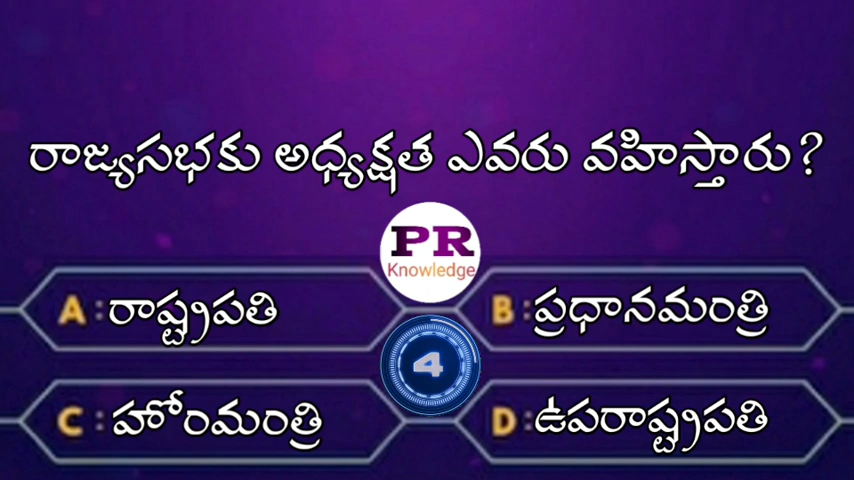 రాజ్యసభకు అధ్యక్షత ఎవరు వహిస్తారు?
PR
Knowledge
A : రాష్ట్రపతి
B : ప్రధానమంత్రి
4
C : హోంమంత్రి
D : ఉపరాష్ట్రపతి